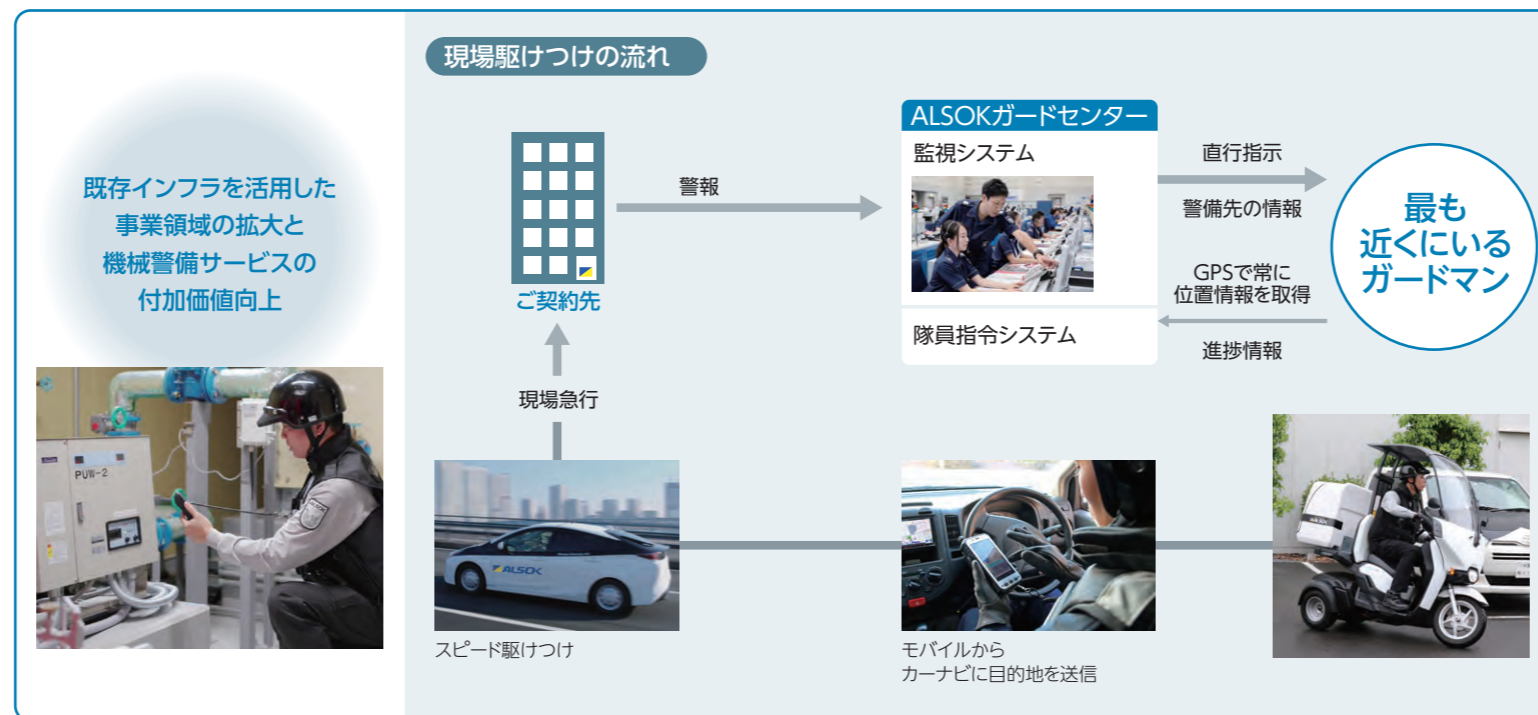 既存インフラを活用した
事業領域の拡大と
機械警備サービスの
付加価値向上
PUW-2
ALSOK
現場駆けつけの流れ
ご契約先
警報
ALSOKガードセンター
監視システム
隊員指令システム
直行指示
警備先の情報
GPSで常に
位置情報を取得
進捗情報
最も
近くにいる
ガードマン
現場急行
ALSOK
スピード駆けつけ
モバイルから
カーナビに目的地を送信
ALSOK